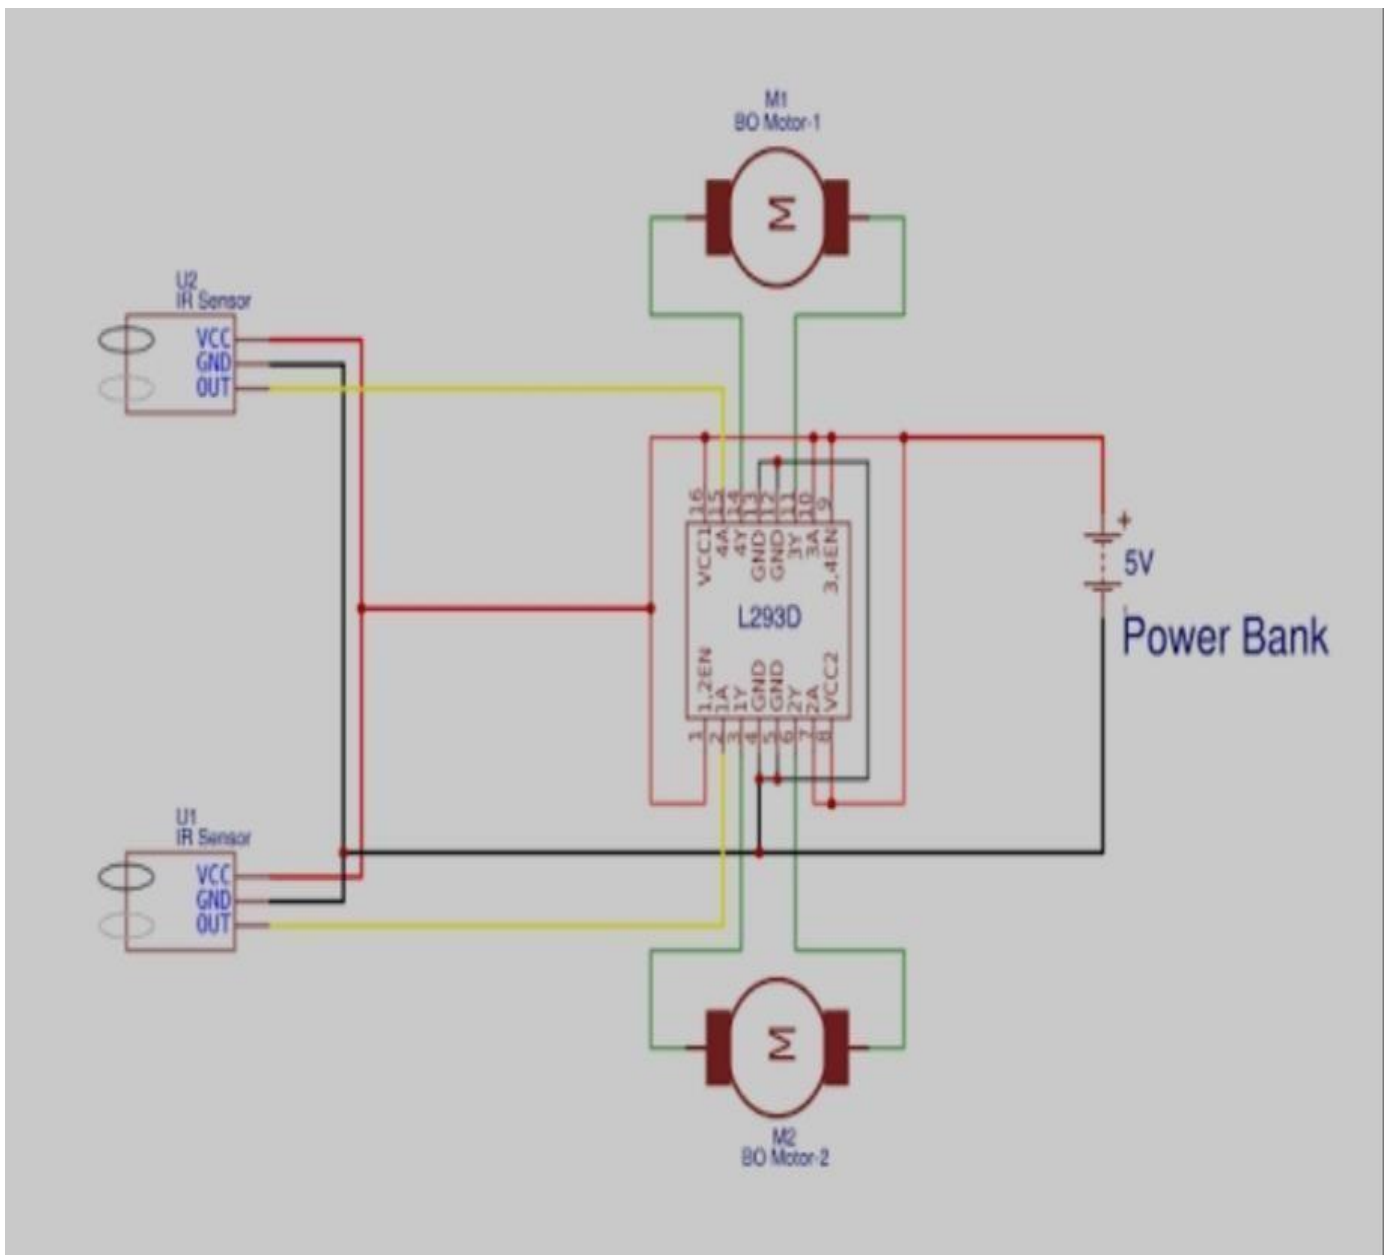 M1
BO Motor-1
M
U2
IR Sensor
VCC
GND
OUT
16
15
14
13
12
11
10
9
VCC1
4A
4Y
GND
GND
3Y
3A
3,4EN
+
5V
L293D
Power Bank
1,2EN
1A
1Y
GND
GND
2Y
2A
VCC2
1
2
3
4
5
6
7
8
U1
IR Sensor
VCC
GND
OUT
M
M2
BO Motor-2